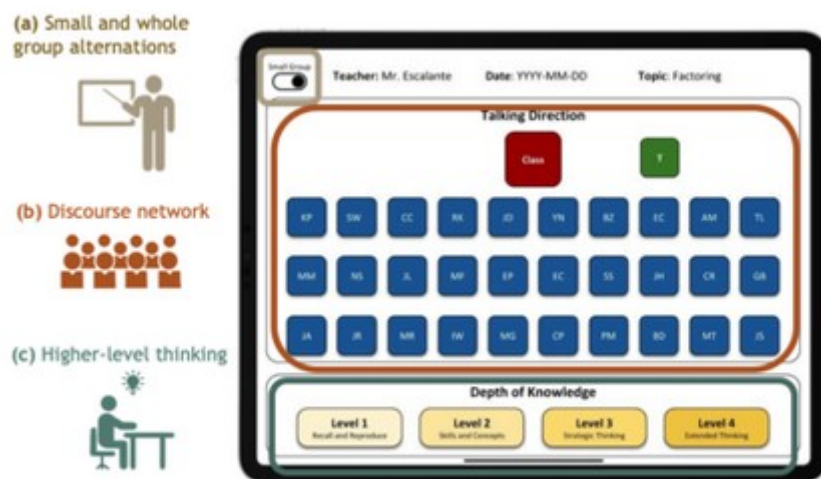 (a) Small and whole
group alternations
(b) Discourse network
(c) Higher-level thinking
Small Group
Teacher: Mr. Escalante Date: YYYY-MM-DD Topic: Factoring
Talking Direction
Class T
KP SW CC RK JD YN BZ EC AM TL
MM NS JL MF EP EC SS JH CR GB
JA JR MR IW MG CP PM BD MT JS
Depth of Knowledge
Level 1 Level 2 Level 3 Level 4
Recall and Reproduce Skills and Concepts Strategic Thinking Extended Thinking